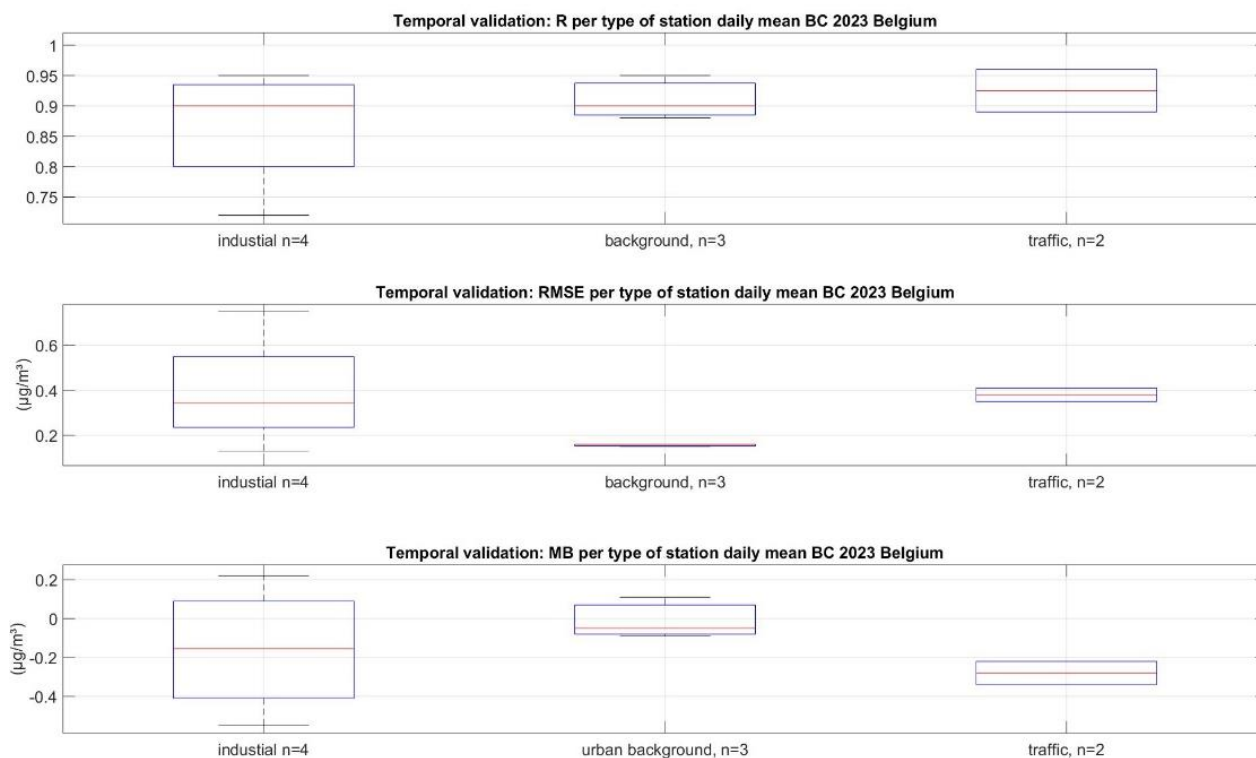 Temporal validation: R per type of station daily mean BC 2023 Belgium
1
0.95
0.9
0.85
0.8
0.75
industial n=4 background, n=3 traffic, n=2
Temporal validation: RMSE per type of station daily mean BC 2023 Belgium
(µg/m³)
0.6
0.4
0.2
industial n=4 background, n=3 traffic, n=2
Temporal validation: MB per type of station daily mean BC 2023 Belgium
(µg/m³)
0.2
0
-0.2
-0.4
industial n=4 urban background, n=3 traffic, n=2